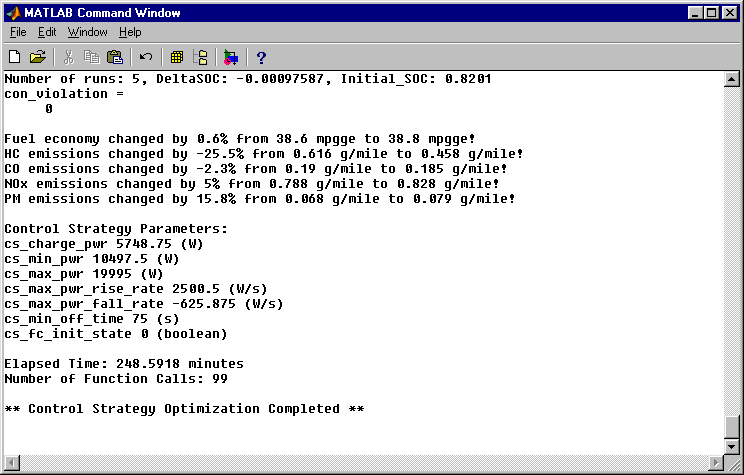 MATLAB Command Window
File Edit Window Help
Number of runs: 5, DeltaSOC: -0.00097587, Initial_SOC: 0.8201
con_violation =
0
Fuel economy changed by 0.6% from 38.6 mpgge to 38.8 mpgge!
HC emissions changed by -25.5% from 0.616 g/mile to 0.458 g/mile!
CO emissions changed by -2.3% from 0.19 g/mile to 0.185 g/mile!
NOx emissions changed by 5% from 0.788 g/mile to 0.828 g/mile!
PM emissions changed by 15.8% from 0.068 g/mile to 0.079 g/mile!
Control Strategy Parameters:
cs_charge_pwr 5748.75 (W)
cs_min_pwr 10497.5 (W)
cs_max_pwr 19995 (W)
cs_max_pwr_rise_rate 2500.5 (W/s)
cs_max_pwr_fall_rate -625.875 (W/s)
cs_min_off_time 75 (s)
cs_fc_init_state 0 (boolean)
Elapsed Time: 248.5918 minutes
Number of Function Calls: 99
** Control Strategy Optimization Completed **